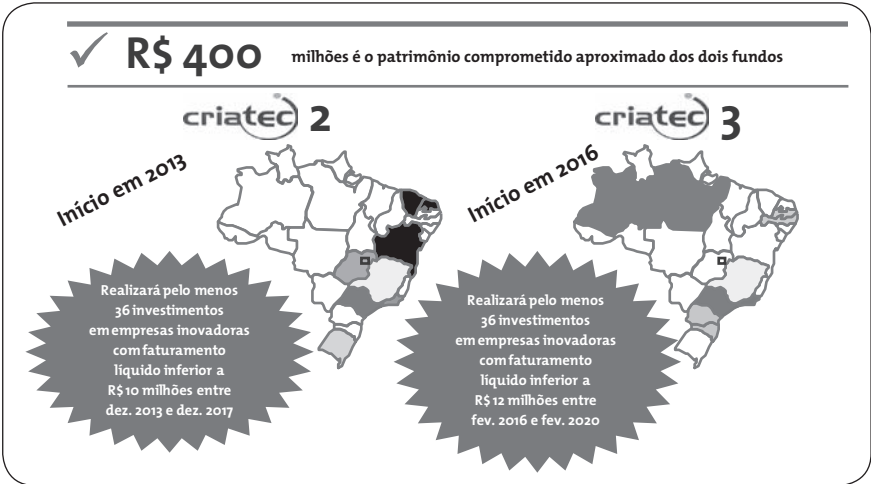 R$ 400 milhões é o patrimônio comprometido aproximado dos dois fundos
criatec 2
Início em 2013
Realizará pelo menos
36 investimentos
em empresas inovadoras
com faturamento
líquido inferior a
R$ 10 milhões entre
dez. 2013 e dez. 2017
criatec 3
Início em 2016
Realizará pelo menos
36 investimentos
em empresas inovadoras
com faturamento
líquido inferior a
R$ 12 milhões entre
fev. 2016 e fev. 2020